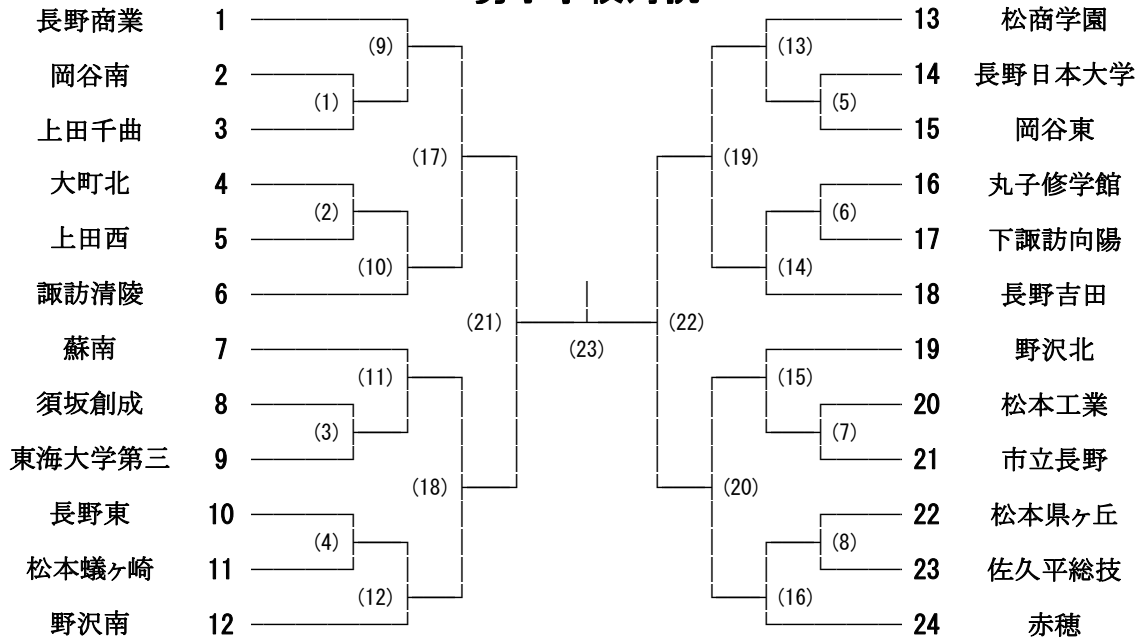 長野商業 1
岡谷南 2
上田千曲 3
大町北 4
上田西 5
諏訪清陵 6
蘇南 7
須坂創成 8
東海大学第三 9
長野東 10
松本蟻ヶ崎 11
野沢南 12
(9)
(1)
(17)
(2)
(10)
(21)
(11)
(3)
(18)
(4)
(12)
(23)
(13)
(5)
(19)
(6)
(14)
(22)
(15)
(7)
(20)
(8)
(16)
13 松商学園
14 長野日本大学
15 岡谷東
16 丸子修学館
17 下諏訪向陽
18 長野吉田
19 野沢北
20 松本工業
21 市立長野
22 松本県ヶ丘
23 佐久平総技
24 赤穂